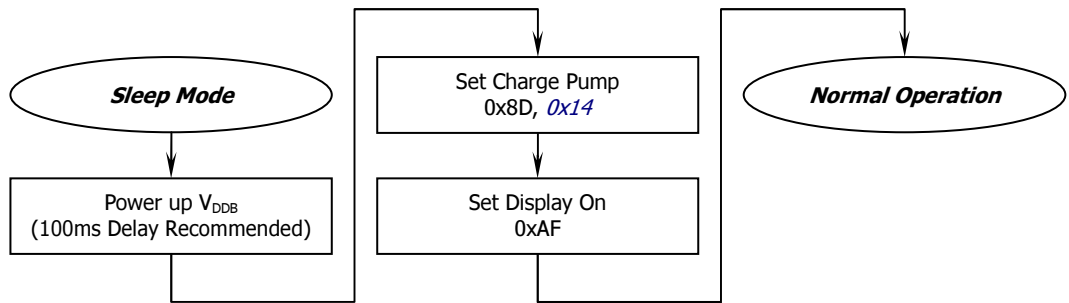 Sleep Mode
Power up VDDB
(100ms Delay Recommended)
Set Charge Pump
0x8D, 0x14
Set Display On
0xAF
Normal Operation